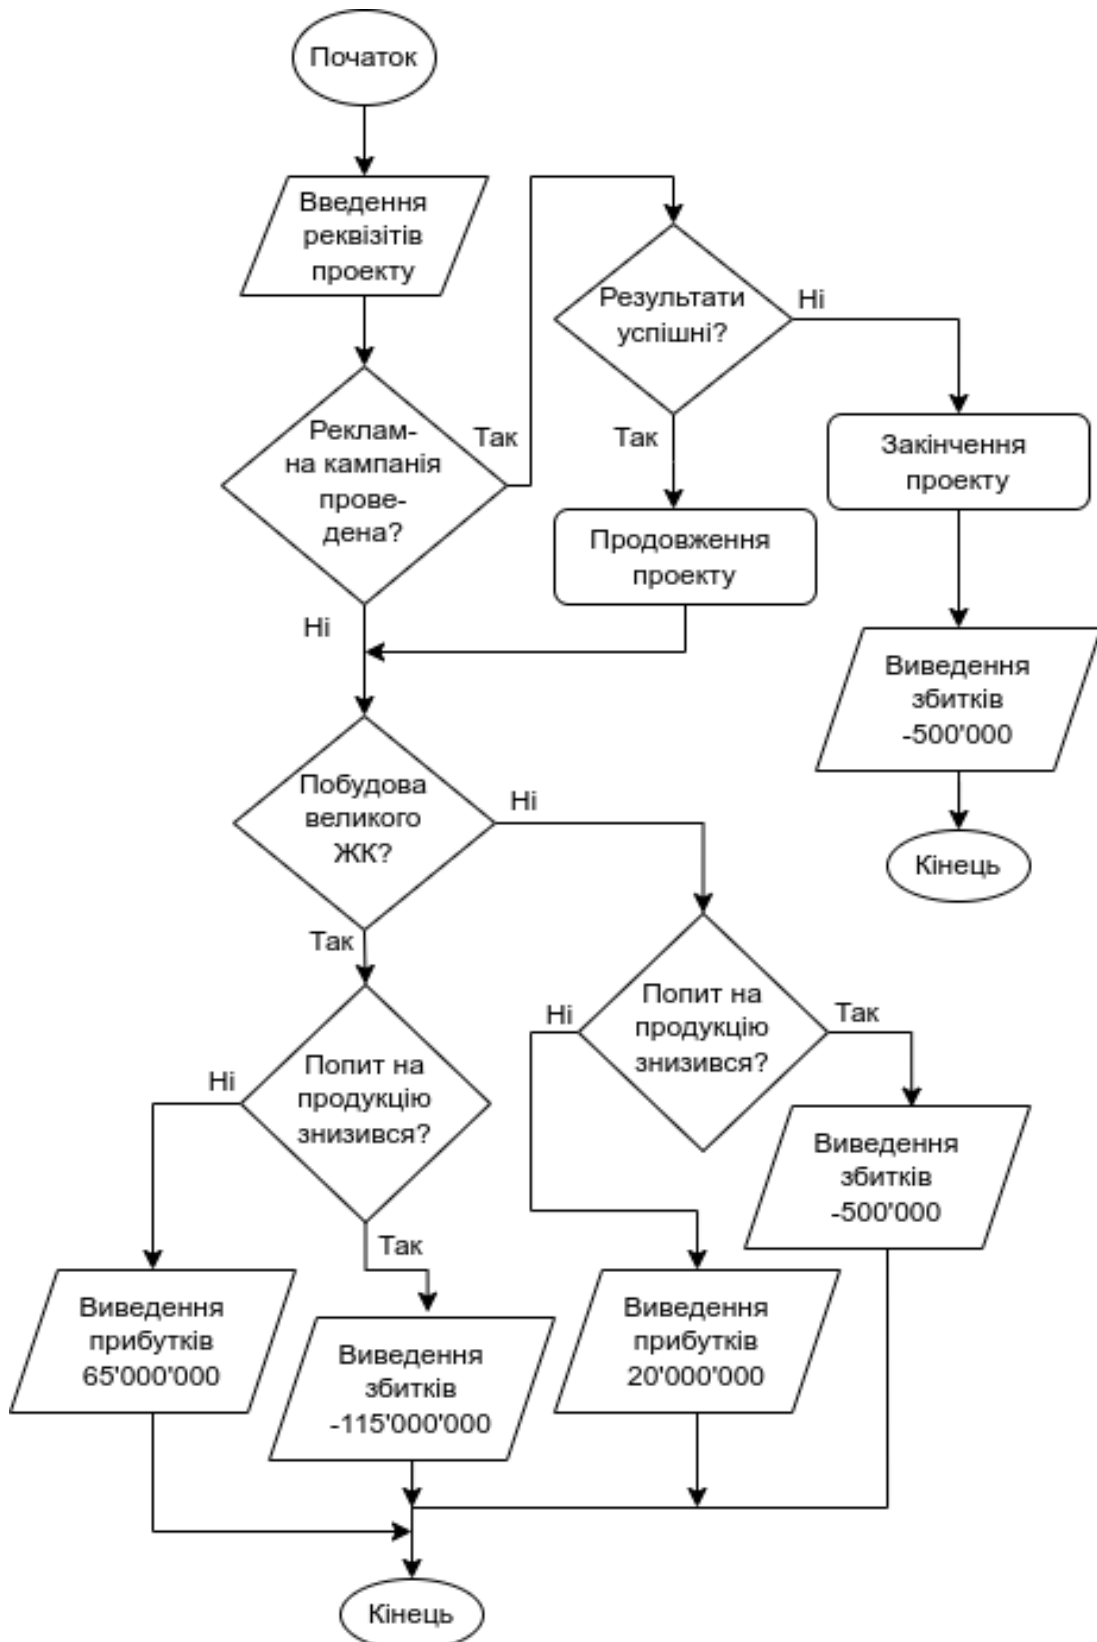 Початок
Введення
реквізітів
проекту
Результати
успішні?
Ні
Реклам-
на кампанія
прове-
дена?
Так
Так
Закінчення
проекту
Продовження
проекту
Ні
Виведення
збитків
-500'000
Побудова
великого
ЖК?
Ні
Кінець
Так
Попит на
продукцію
знизився?
Ні
Так
Попит на
продукцію
знизився?
Ні
Так
Виведення
збитків
-500'000
Виведення
прибутків
65'000'000
Виведення
збитків
-115'000'000
Виведення
прибутків
20'000'000
Кінець